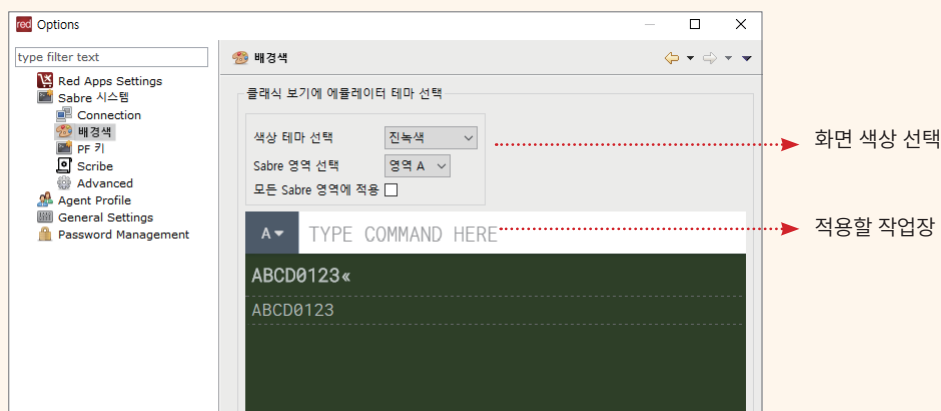 red Options
type filter text
Red Apps Settings
Sabre 시스템
Connection
배경색
PF 키
Scribe
Advanced
Agent Profile
General Settings
Password Management
배경색
클래식 보기에 에뮬레이터 테마 선택
색상 테마 선택 진녹색
Sabre 영역 선택 영역 A
모든 Sabre 영역에 적용
A TYPE COMMAND HERE
ABCD0123«
ABCD0123
화면 색상 선택
적용할 작업장